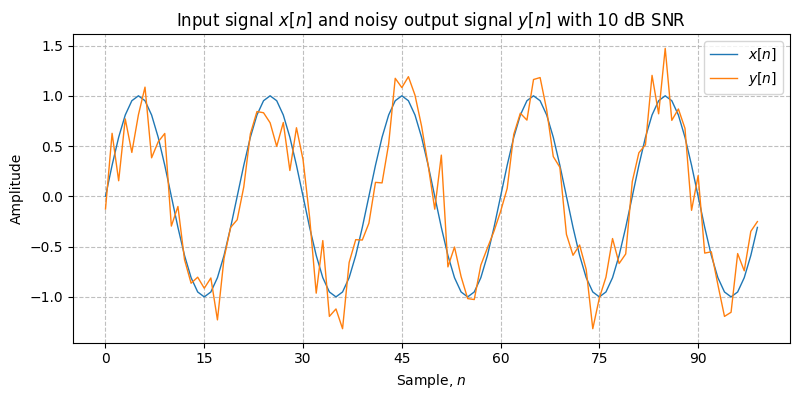 Input signal x[n] and noisy output signal y[n] with 10 dB SNR
1.5
1.0
0.5
0.0
−0.5
−1.0
Amplitude
x[n]
y[n]
0 15 30 45 60 75 90
Sample, n